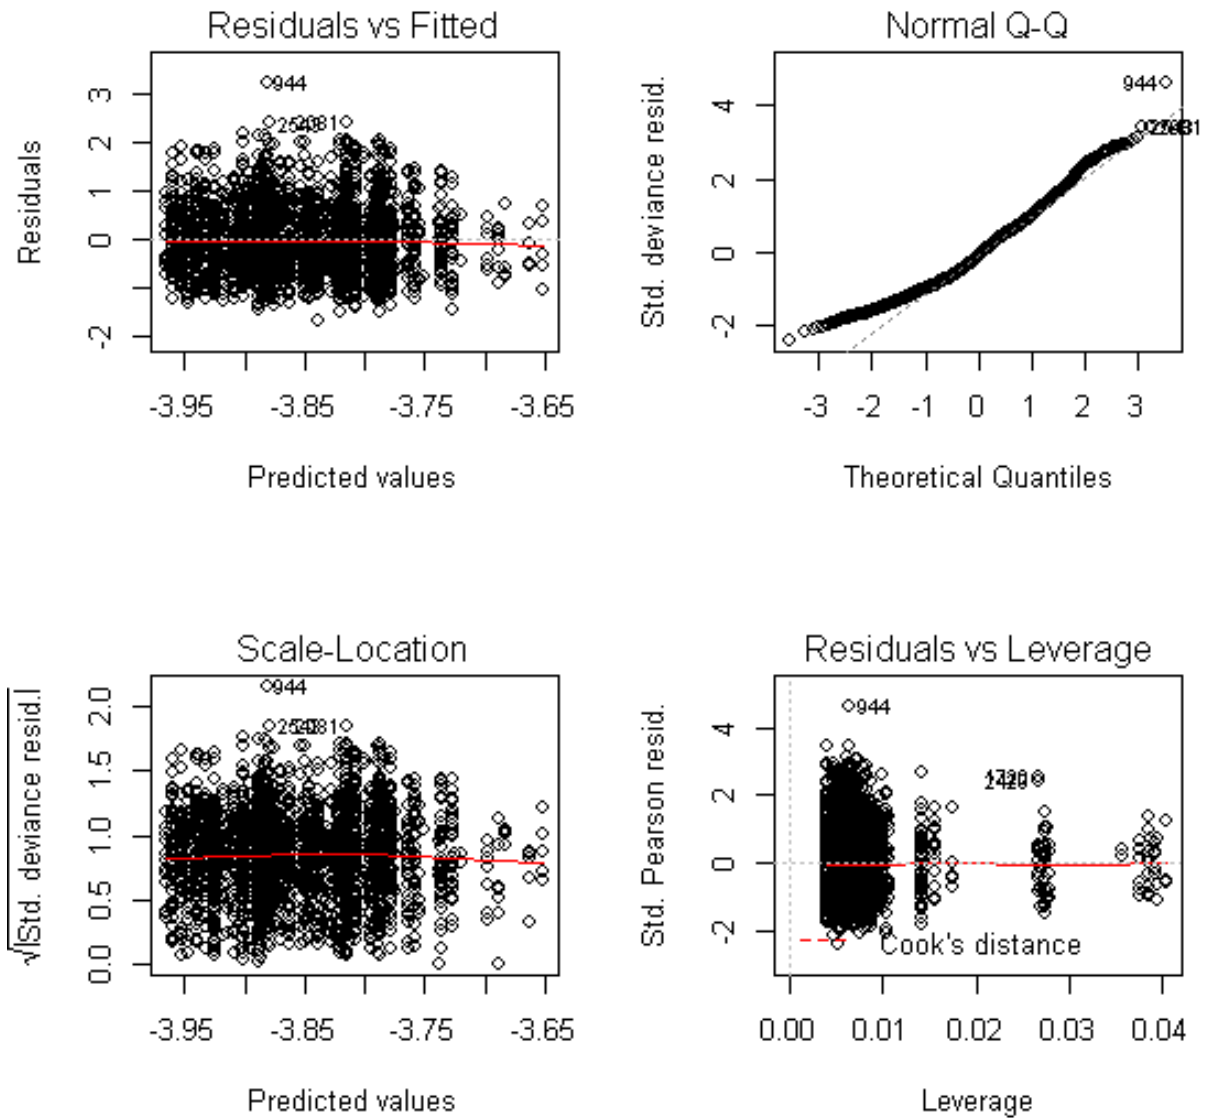 Residuals vs Fitted
Residuals
3
2
1
0
-2
944
2081
-3.95 -3.85 -3.75 -3.65
Predicted values
Normal Q-Q
Std. deviance resid.
4
2
0
-2
944
-3 -2 -1 0 1 2 3
Theoretical Quantiles
Scale-Location
√|Std. deviance resid.|
2.0
1.5
1.0
0.5
0.0
944
-3.95 -3.85 -3.75 -3.65
Predicted values
Residuals vs Leverage
Std. Pearson resid.
4
2
0
-2
944
Cook's distance
0.00 0.01 0.02 0.03 0.04
Leverage